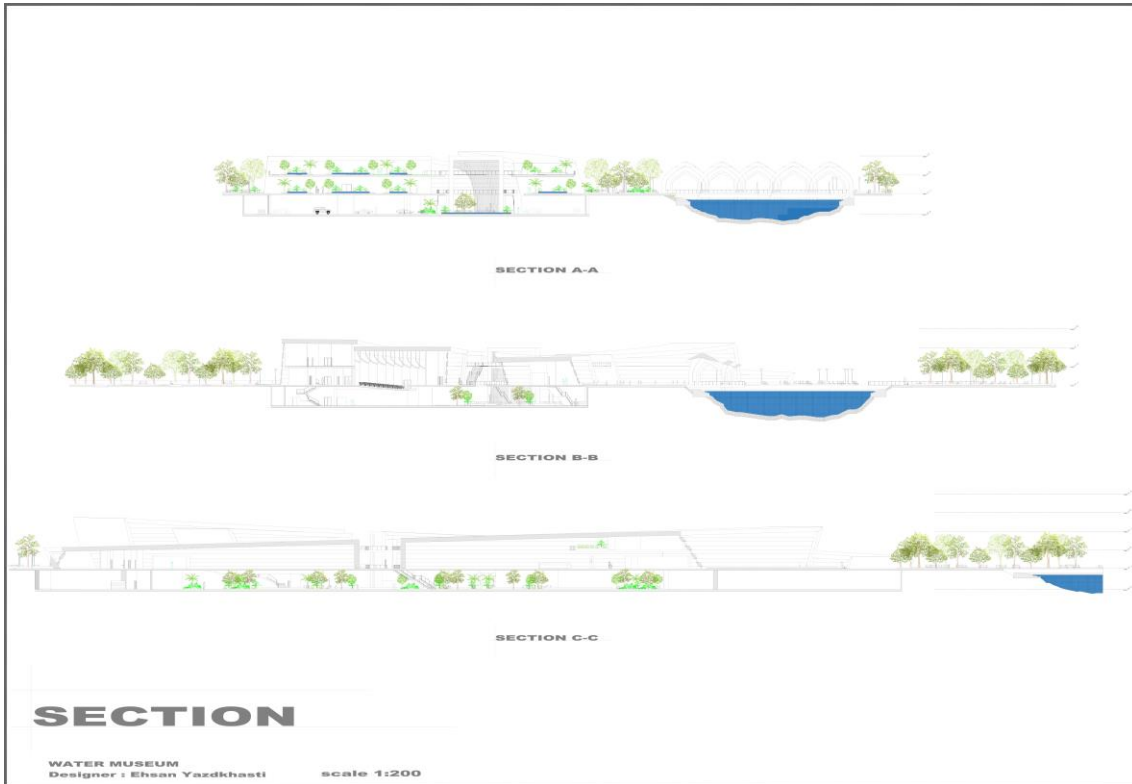 SECTION A-A
SECTION B-B
SECTION C-C
SECTION
WATER MUSEUM
Designer : Ehsan Yazdkhasti scale 1:200